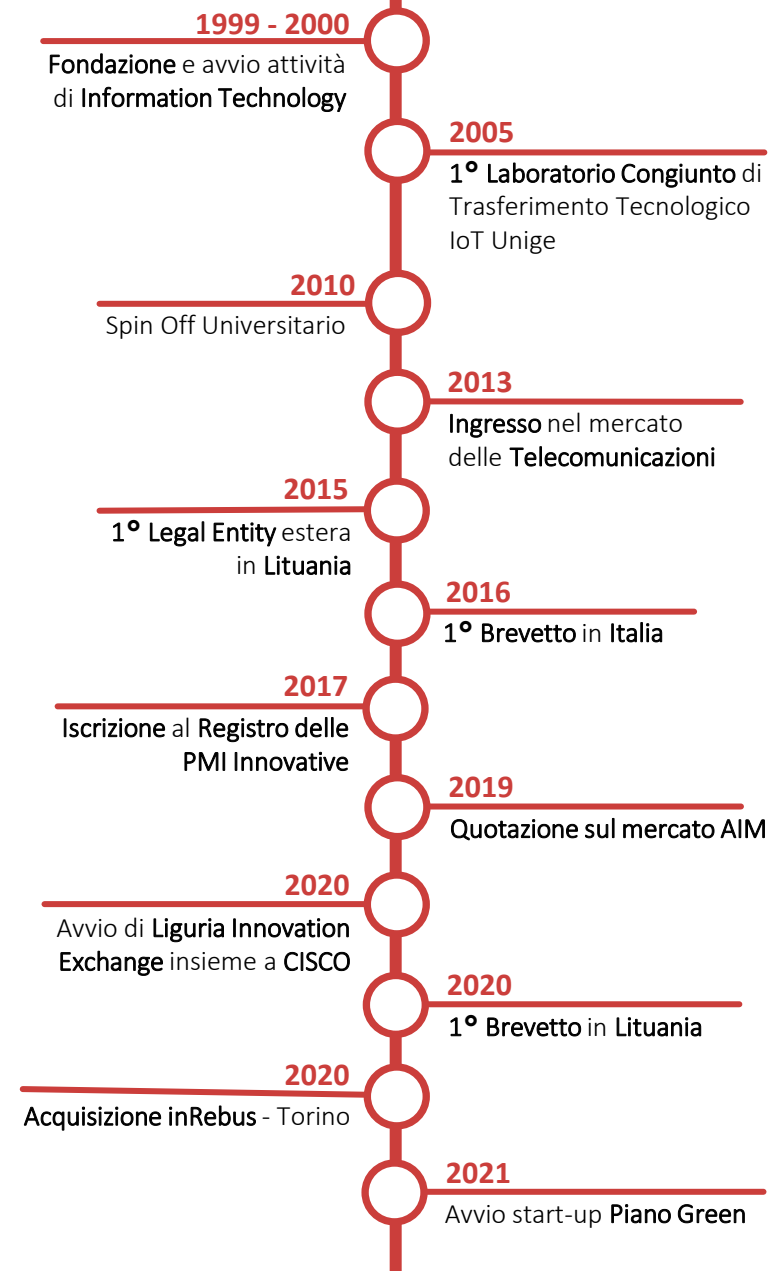 1999 - 2000
Fondazione e avvio attività
di Information Technology
2005
1° Laboratorio Congiunto di
Trasferimento Tecnologico
IoT Unige
2010
Spin Off Universitario
2013
Ingresso nel mercato
delle Telecomunicazioni
2015
1° Legal Entity estera
in Lituania
2016
1° Brevetto in Italia
2017
Iscrizione al Registro delle
PMI Innovative
2019
Quotazione sul mercato AIM
2020
Avvio di Liguria Innovation
Exchange insieme a CISCO
2020
1° Brevetto in Lituania
2020
Acquisizione inRebus - Torino
2021
Avvio start-up Piano Green